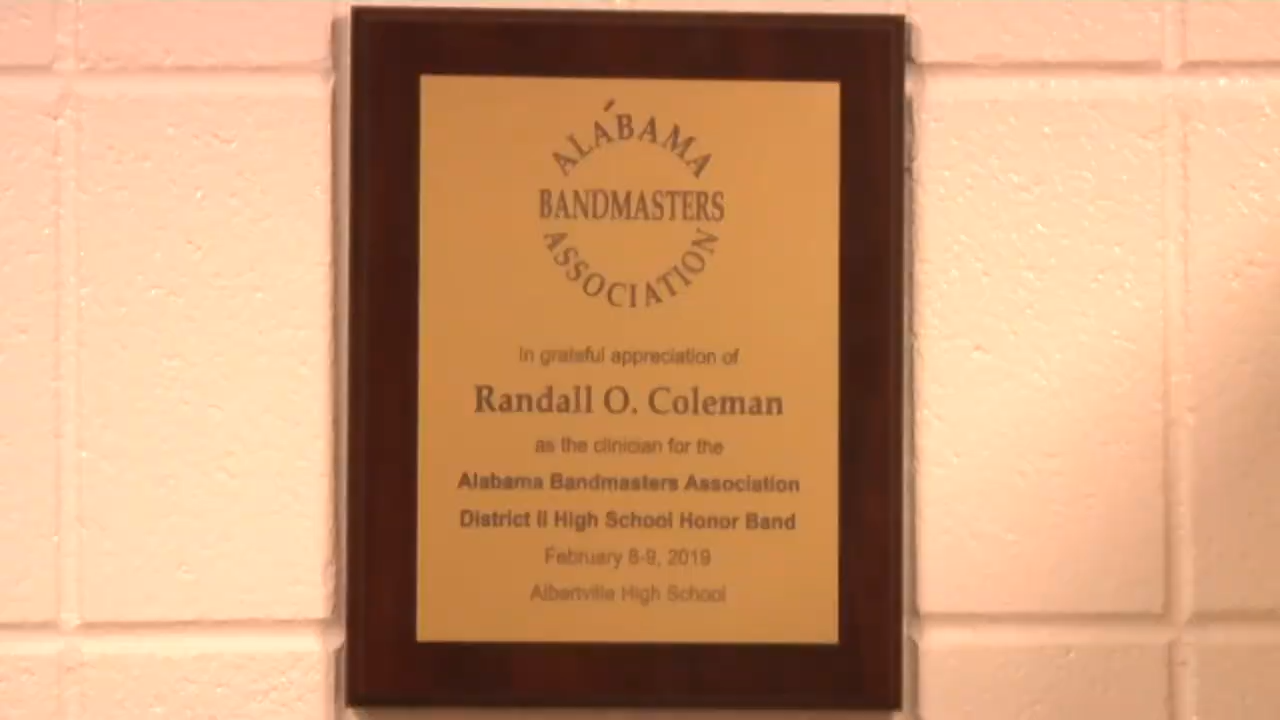 ALABAMA
BANDMASTERS
ASSOCIATION
In grateful appreciation of
Randall O. Coleman
as the clinician for the
Alabama Bandmasters Association
District II High School Honor Band
February 8-9, 2019
Albertville High School